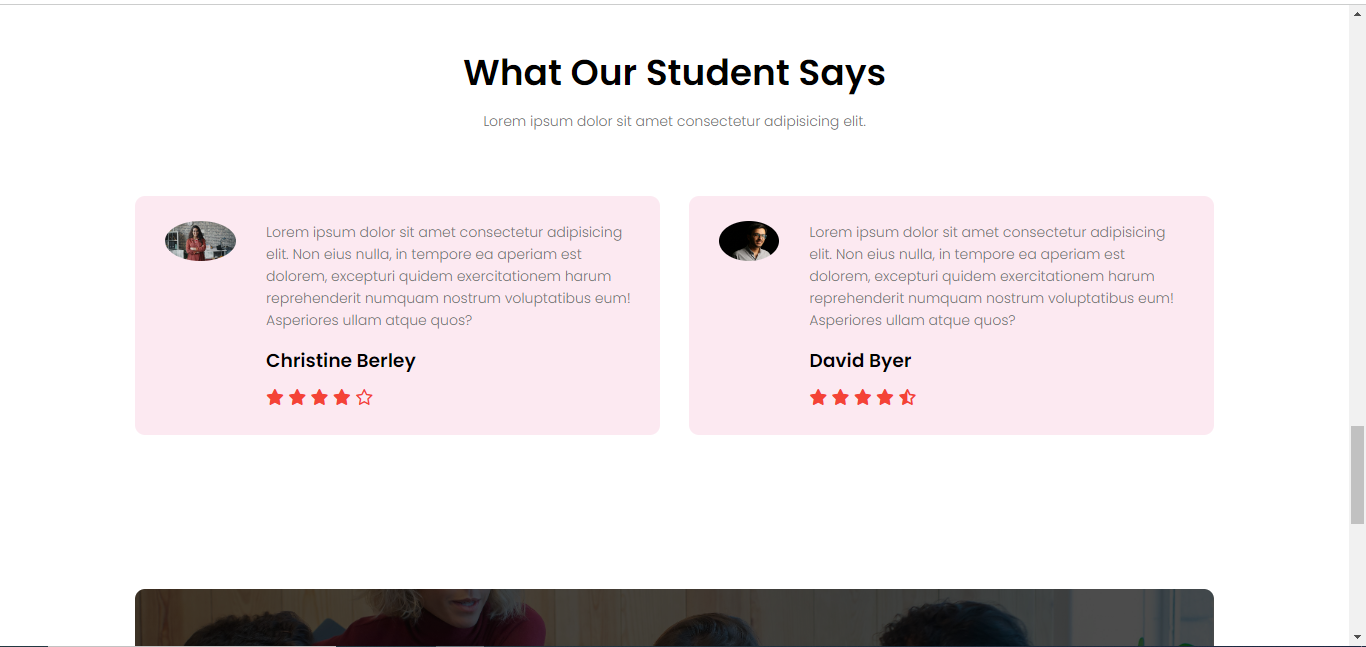 What Our Student Says
Lorem ipsum dolor sit amet consectetur adipisicing elit.
Lorem ipsum dolor sit amet consectetur adipisicing
elit. Non eius nulla, in tempore ea aperiam est
dolorem, excepturi quidem exercitationem harum
reprehenderit numquam nostrum voluptatibus eum!
Asperiores ullam atque quos?
Christine Berley
Lorem ipsum dolor sit amet consectetur adipisicing
elit. Non eius nulla, in tempore ea aperiam est
dolorem, excepturi quidem exercitationem harum
reprehenderit numquam nostrum voluptatibus eum!
Asperiores ullam atque quos?
David Byer